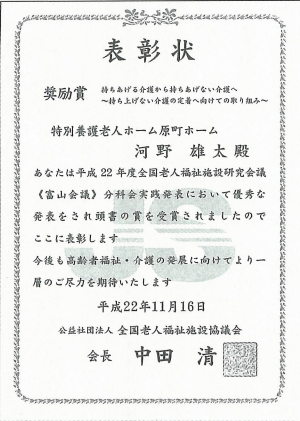 表彰状
奨励賞 持ちあげる介護から持ちあげない介護へ
～持ち上げない介護の定着へ向けての取り組み～
特別養護老人ホーム原町ホーム
河野 雄太殿
あなたは平成22年度全国老人福祉施設研究会議
《富山会議》分科会実践発表において優秀な
発表をされ頭書の賞を受賞されましたので
ここに表彰します
今後も高齢者福祉・介護の発展に向けてより一
層のご尽力を期待いたします
平成22年11月16日
公益社団法人 全国老人福祉施設協議会
会長 中田 清